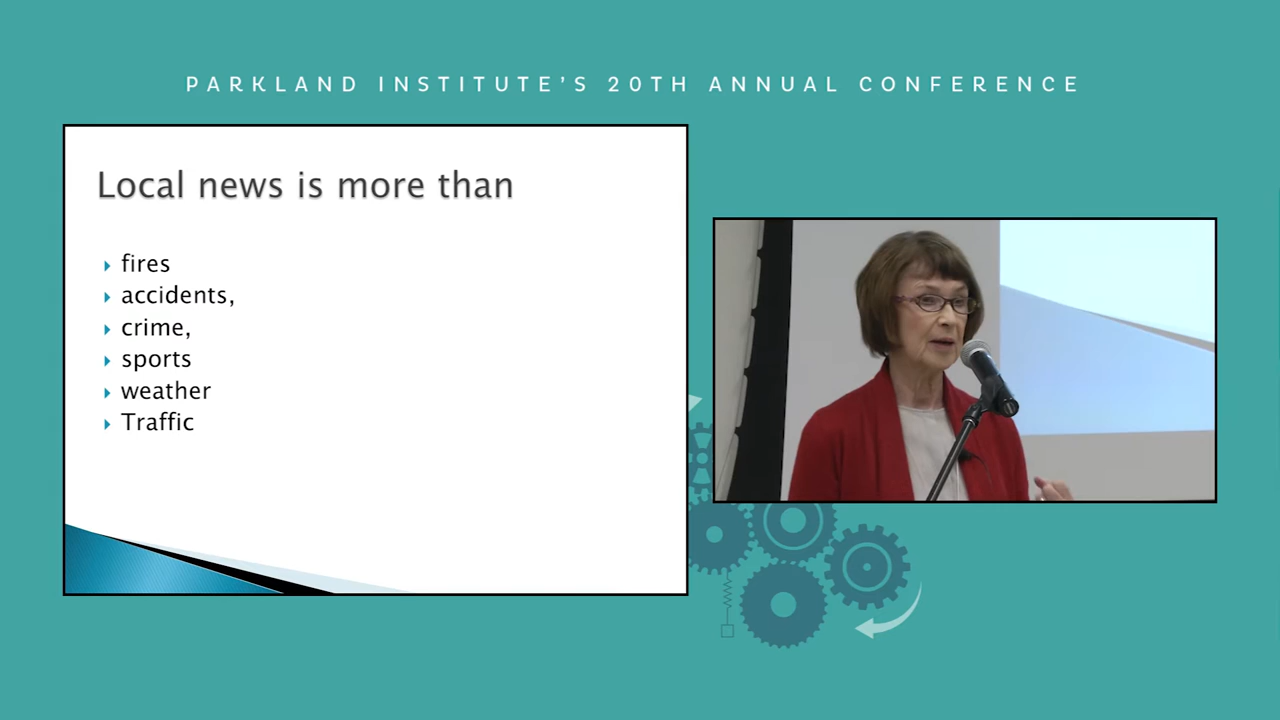 PARKLAND INSTITUTE'S 20TH ANNUAL CONFERENCE
Local news is more than
fires
accidents,
crime,
sports
weather
Traffic